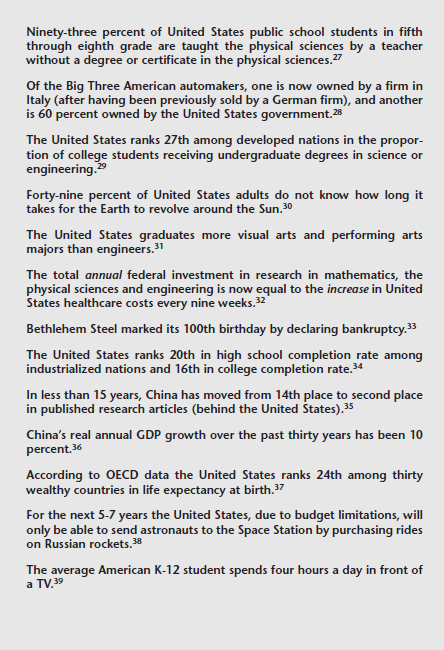 Ninety-three percent of United States public school students in fifth
through eighth grade are taught the physical sciences by a teacher
without a degree or certificate in the physical sciences.27
Of the Big Three American automakers, one is now owned by a firm in
Italy (after having been previously sold by a German firm), and another
is 60 percent owned by the United States government.28
The United States ranks 27th among developed nations in the propor-
tion of college students receiving undergraduate degrees in science or
engineering.29
Forty-nine percent of United States adults do not know how long it
takes for the Earth to revolve around the Sun.30
The United States graduates more visual arts and performing arts
majors than engineers.31
The total annual federal investment in research in mathematics, the
physical sciences and engineering is now equal to the increase in United
States healthcare costs every nine weeks.32
Bethlehem Steel marked its 100th birthday by declaring bankruptcy.33
The United States ranks 20th in high school completion rate among
industrialized nations and 16th in college completion rate.34
In less than 15 years, China has moved from 14th place to second place
in published research articles (behind the United States).35
China's real annual GDP growth over the past thirty years has been 10
percent.36
According to OECD data the United States ranks 24th among thirty
wealthy countries in life expectancy at birth.37
For the next 5-7 years the United States, due to budget limitations, will
only be able to send astronauts to the Space Station by purchasing rides
on Russian rockets.38
The average American K-12 student spends four hours a day in front of
a TV.39